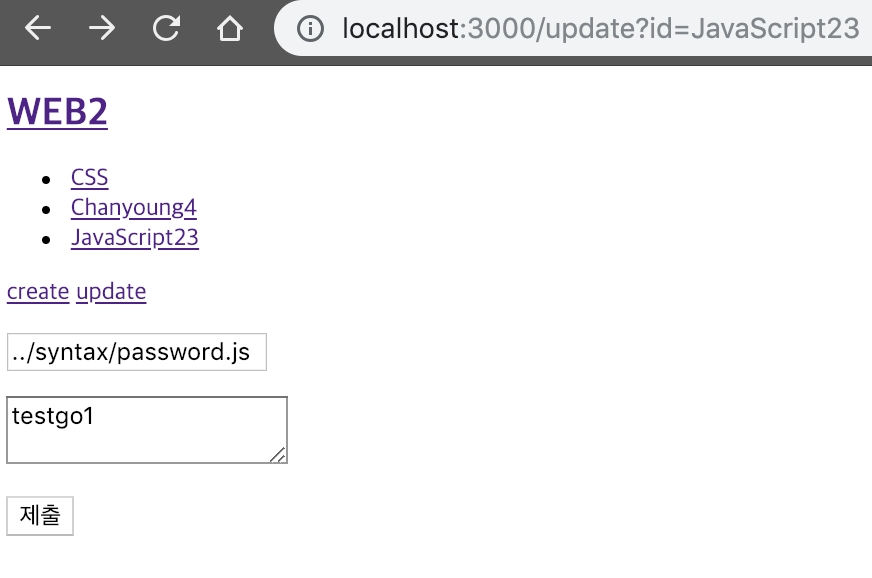 localhost:3000/update?id=JavaScript23
WEB2
CSS
Chanyoung4
JavaScript23
create update
../syntax/password.js
testgo1
제출